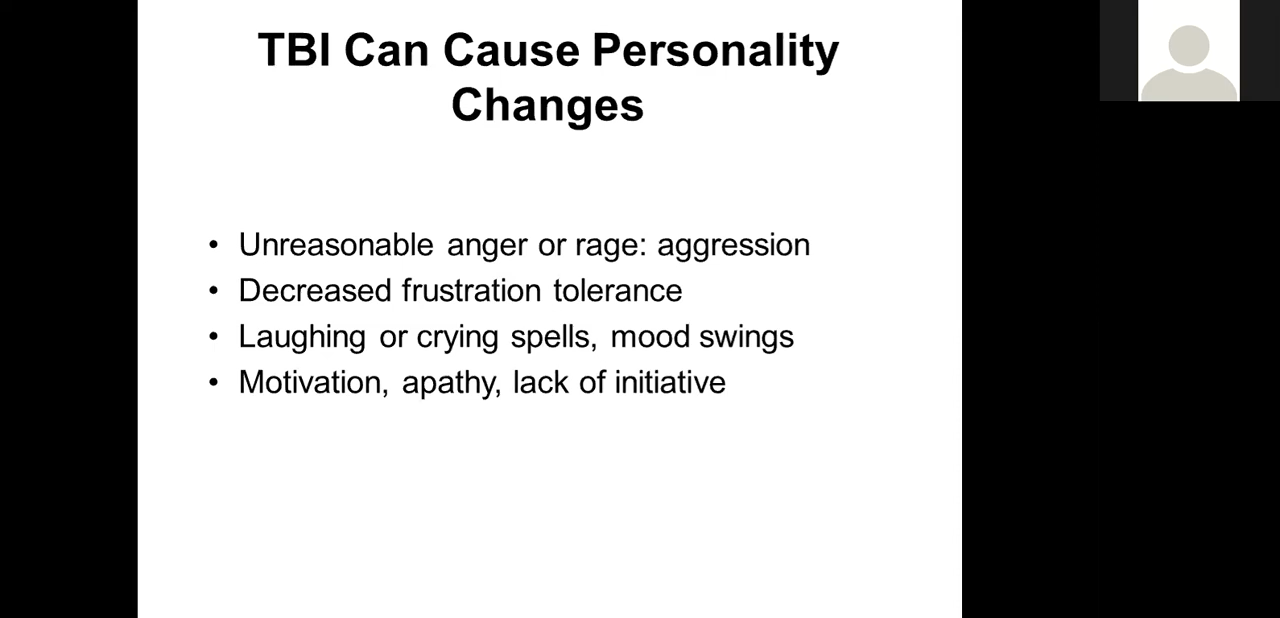 TBI Can Cause Personality
Changes
• Unreasonable anger or rage: aggression
• Decreased frustration tolerance
• Laughing or crying spells, mood swings
• Motivation, apathy, lack of initiative